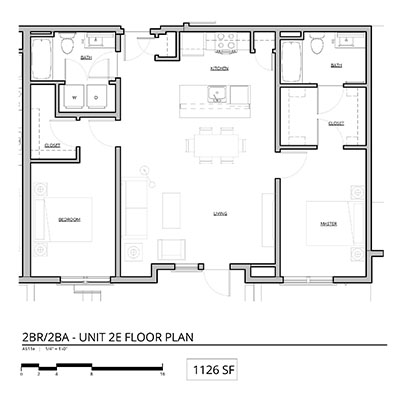 BATH
W D
KITCHEN
BATH
CLOSET
CLOSET
BEDROOM
LIVING
MASTER
2BR/2BA - UNIT 2E FLOOR PLAN
1/4" = 1'-0"
0 2 4 8 16
1126 SF